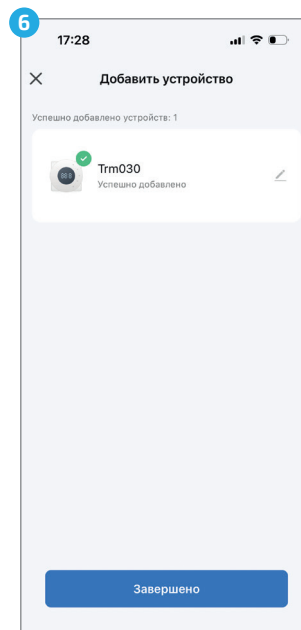 6
17:28
Добавить устройство
Успешно добавлено устройств: 1
Trm030
Успешно добавлено
Завершено